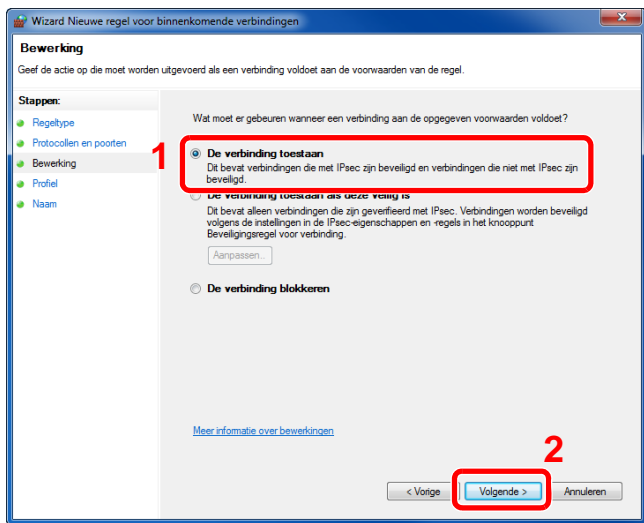 Wizard Nieuwe regel voor binnenkomende verbindingen
Bewerking
Geef de actie op die moet worden uitgevoerd als een verbinding voldoet aan de voorwaarden van de regel.
Stappen:
Regeltype
Protocollen en poorten
Bewerking
Profiel
Naam
Wat moet er gebeuren wanneer een verbinding aan de opgegeven voorwaarden voldoet?
1
De verbinding toestaan
Dit bevat verbindingen die met IPsec zijn beveiligd en verbindingen die niet met IPsec zijn
beveiligd.
De verbinding toestaan als deze veilig is
Dit bevat alleen verbindingen die zijn geverifieerd met IPsec. Verbindingen worden beveiligd
volgens de instellingen in de IPsec-eigenschappen en -regels in het knooppunt
Beveiligingsregel voor verbinding.
Aanpassen...
De verbinding blokkeren
Meer informatie over bewerkingen
2
< Vorige
Volgende >
Annuleren